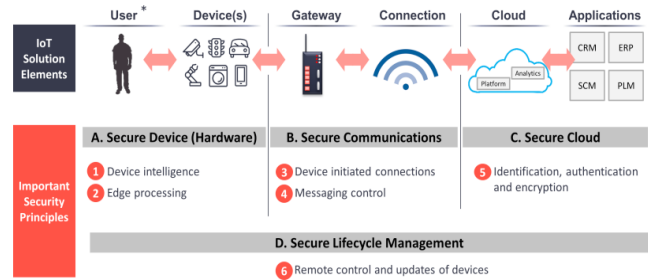 User *
Device(s)
Gateway
Connection
Cloud
Applications
IoT
Solution
Elements
Platform
Analytics
CRM
ERP
SCM
PLM
Important
Security
Principles
A. Secure Device (Hardware)
1 Device intelligence
2 Edge processing
B. Secure Communications
3 Device initiated connections
4 Messaging control
C. Secure Cloud
5 Identification, authentication
and encryption
D. Secure Lifecycle Management
6 Remote control and updates of devices